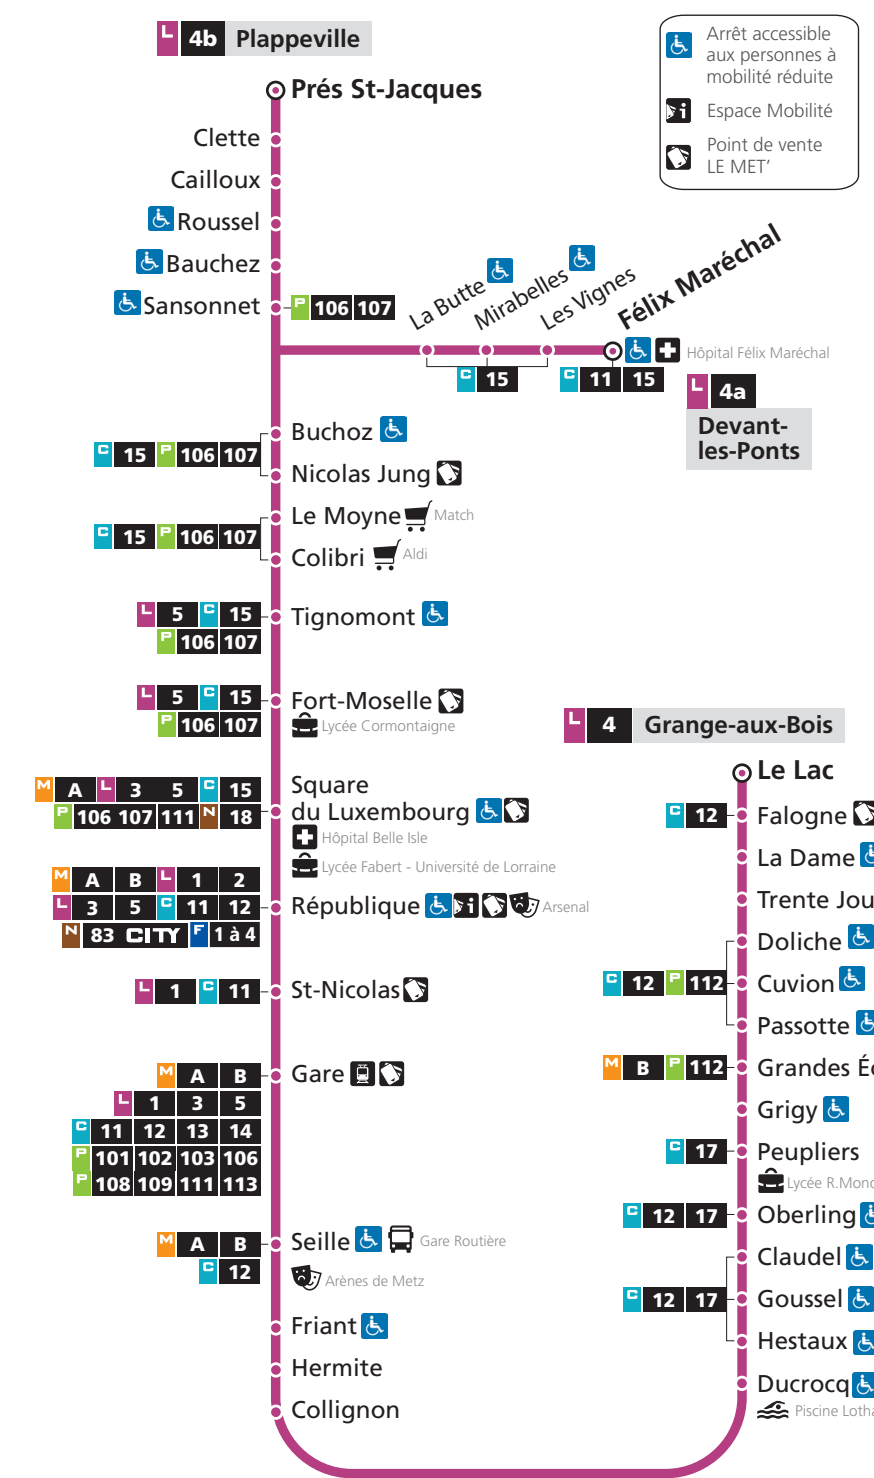 L 4b Plappeville
Arrêt accessible
aux personnes à
mobilité réduite
Espace Mobilité
Point de vente
LE MET'
Prés St-Jacques
Clette
Cailloux
Roussel
Bauchez
Sansonnet
P 106 107
La Butte
Mirabelles
Les Vignes
Félix Maréchal
Hôpital Félix Maréchal
C 15
C 11 15
L 4a
Devant-
les-Ponts
Buchoz
C 15 P 106 107
Nicolas Jung
Le Moyne Match
C 15 P 106 107
Colibri Aldi
L 5 C 15
P 106 107
Tignomont
L 5 C 15
P 106 107
Fort-Moselle
Lycée Cormontaigne
M A L 3 5 C 15
P 106 107 111 N 18
Square
du Luxembourg
Hôpital Belle Isle
Lycée Fabert - Université de Lorraine
M A B L 1 2
L 3 5 C 11 12
N 83 CITY F 1 à 4
République Arsenal
L 1 C 11 St-Nicolas
M A B Gare
L 1 3 5
C 11 12 13 14
P 101 102 103 106
P 108 109 111 113
M A B Seille Gare Routière
C 12
Arènes de Metz
Friant
Hermite
Collignon
L 4 Grange-aux-Bois
Le Lac
C 12 Falogne
La Dame
Trente Jou
Doliche
C 12 P 112 Cuvion
Passotte
M B P 112 Grandes Éc
Grigy
C 17 Peupliers
Lycée R.Mond
C 12 17 Oberling
Claudel
C 12 17 Goussel
Hestaux
Ducrocq
Piscine Lotha